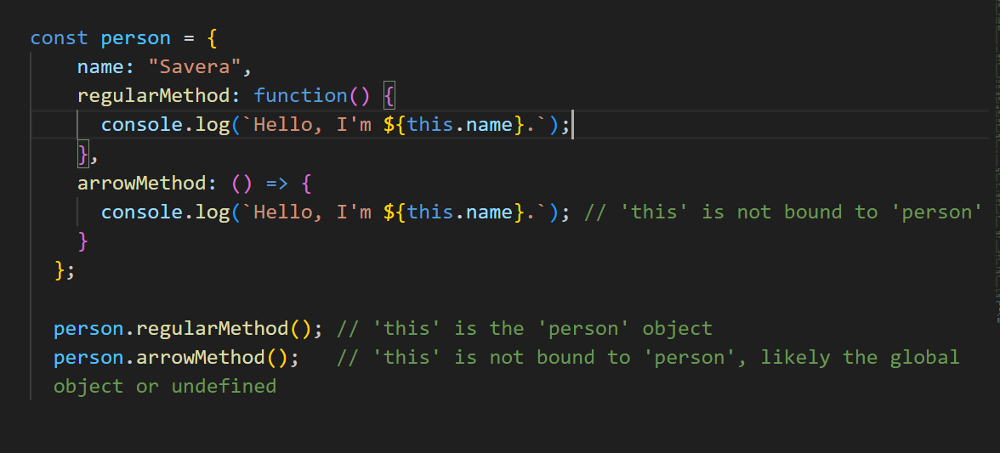 const person = {
name: "Savera",
regularMethod: function() {
console.log(`Hello, I'm ${this.name}.`);
},
arrowMethod: () => {
console.log(`Hello, I'm ${this.name}.`); // 'this' is not bound to 'person'
}
};
person.regularMethod(); // 'this' is the 'person' object
person.arrowMethod();   // 'this' is not bound to 'person', likely the global
object or undefined